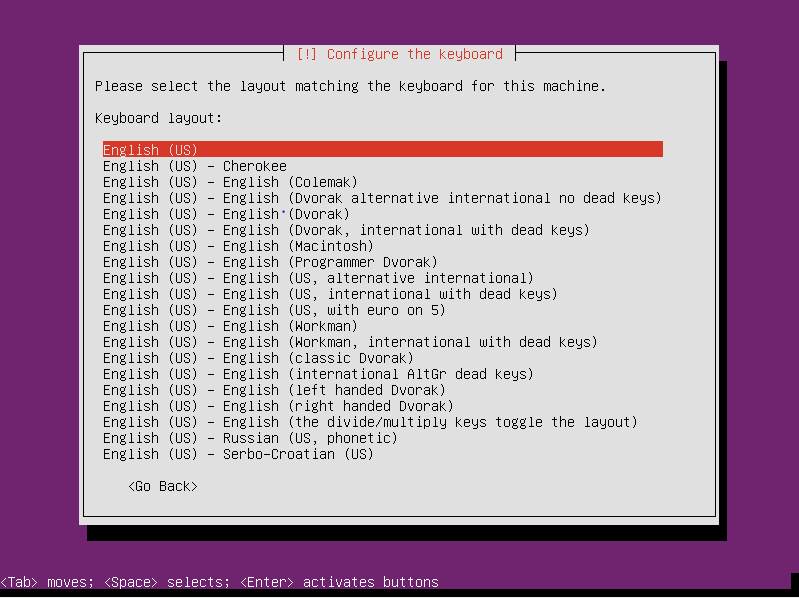 [!] Configure the keyboard
Please select the layout matching the keyboard for this machine.
Keyboard layout:
English (US)
English (US) - Cherokee
English (US) - English (Colemak)
English (US) - English (Dvorak alternative international no dead keys)
English (US) - English (Dvorak)
English (US) - English (Dvorak, international with dead keys)
English (US) - English (Macintosh)
English (US) - English (Programmer Dvorak)
English (US) - English (US, alternative international)
English (US) - English (US, international with dead keys)
English (US) - English (US, with euro on 5)
English (US) - English (Workman)
English (US) - English (Workman, international with dead keys)
English (US) - English (classic Dvorak)
English (US) - English (international AltGr dead keys)
English (US) - English (left handed Dvorak)
English (US) - English (right handed Dvorak)
English (US) - English (the divide/multiply keys toggle the layout)
English (US) - Russian (US, phonetic)
English (US) - Serbo-Croatian (US)
<Go Back>
<Tab> moves; <Space> selects; <Enter> activates buttons